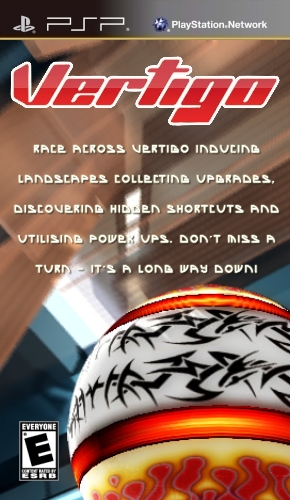 PSP PlayStation Network
Vertigo
RACE ACROSS VERTIGO INDUCING
LANDSCAPES COLLECTING UPGRADES,
DISCOVERING HIDDEN SHORTCUTS AND
UTILISING POWER UPS. DON'T MISS A
TURN - IT'S A LONG WAY DOWN!
EVERYONE
E
CONTENT RATED BY
ESRB